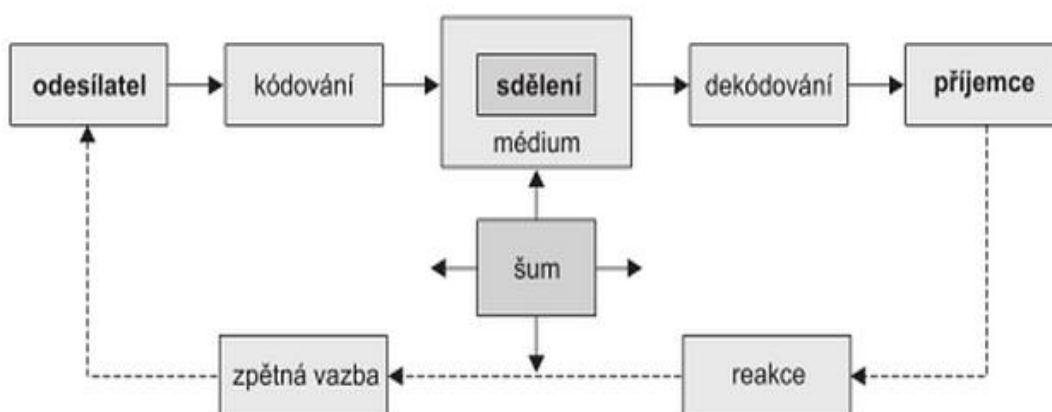 odesílatel
kódování
sdělení
médium
dekódování
příjemce
šum
zpětná vazba
reakce